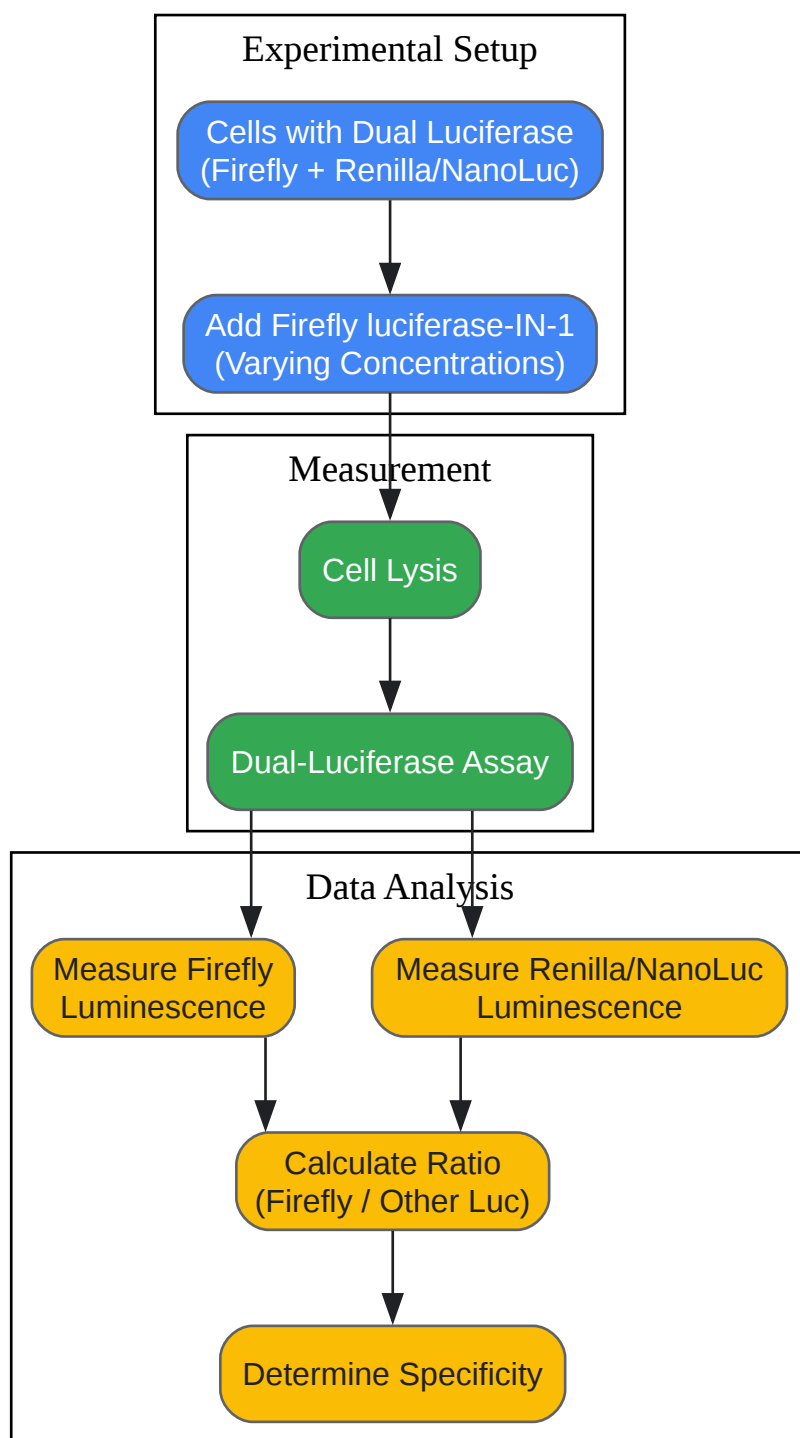 Experimental Setup
Cells with Dual Luciferase
(Firefly + Renilla/NanoLuc)
Add Firefly luciferase-IN-1
(Varying Concentrations)
Measurement
Cell Lysis
Dual-Luciferase Assay
Data Analysis
Measure Firefly
Luminescence
Measure Renilla/NanoLuc
Luminescence
Calculate Ratio
(Firefly / Other Luc)
Determine Specificity